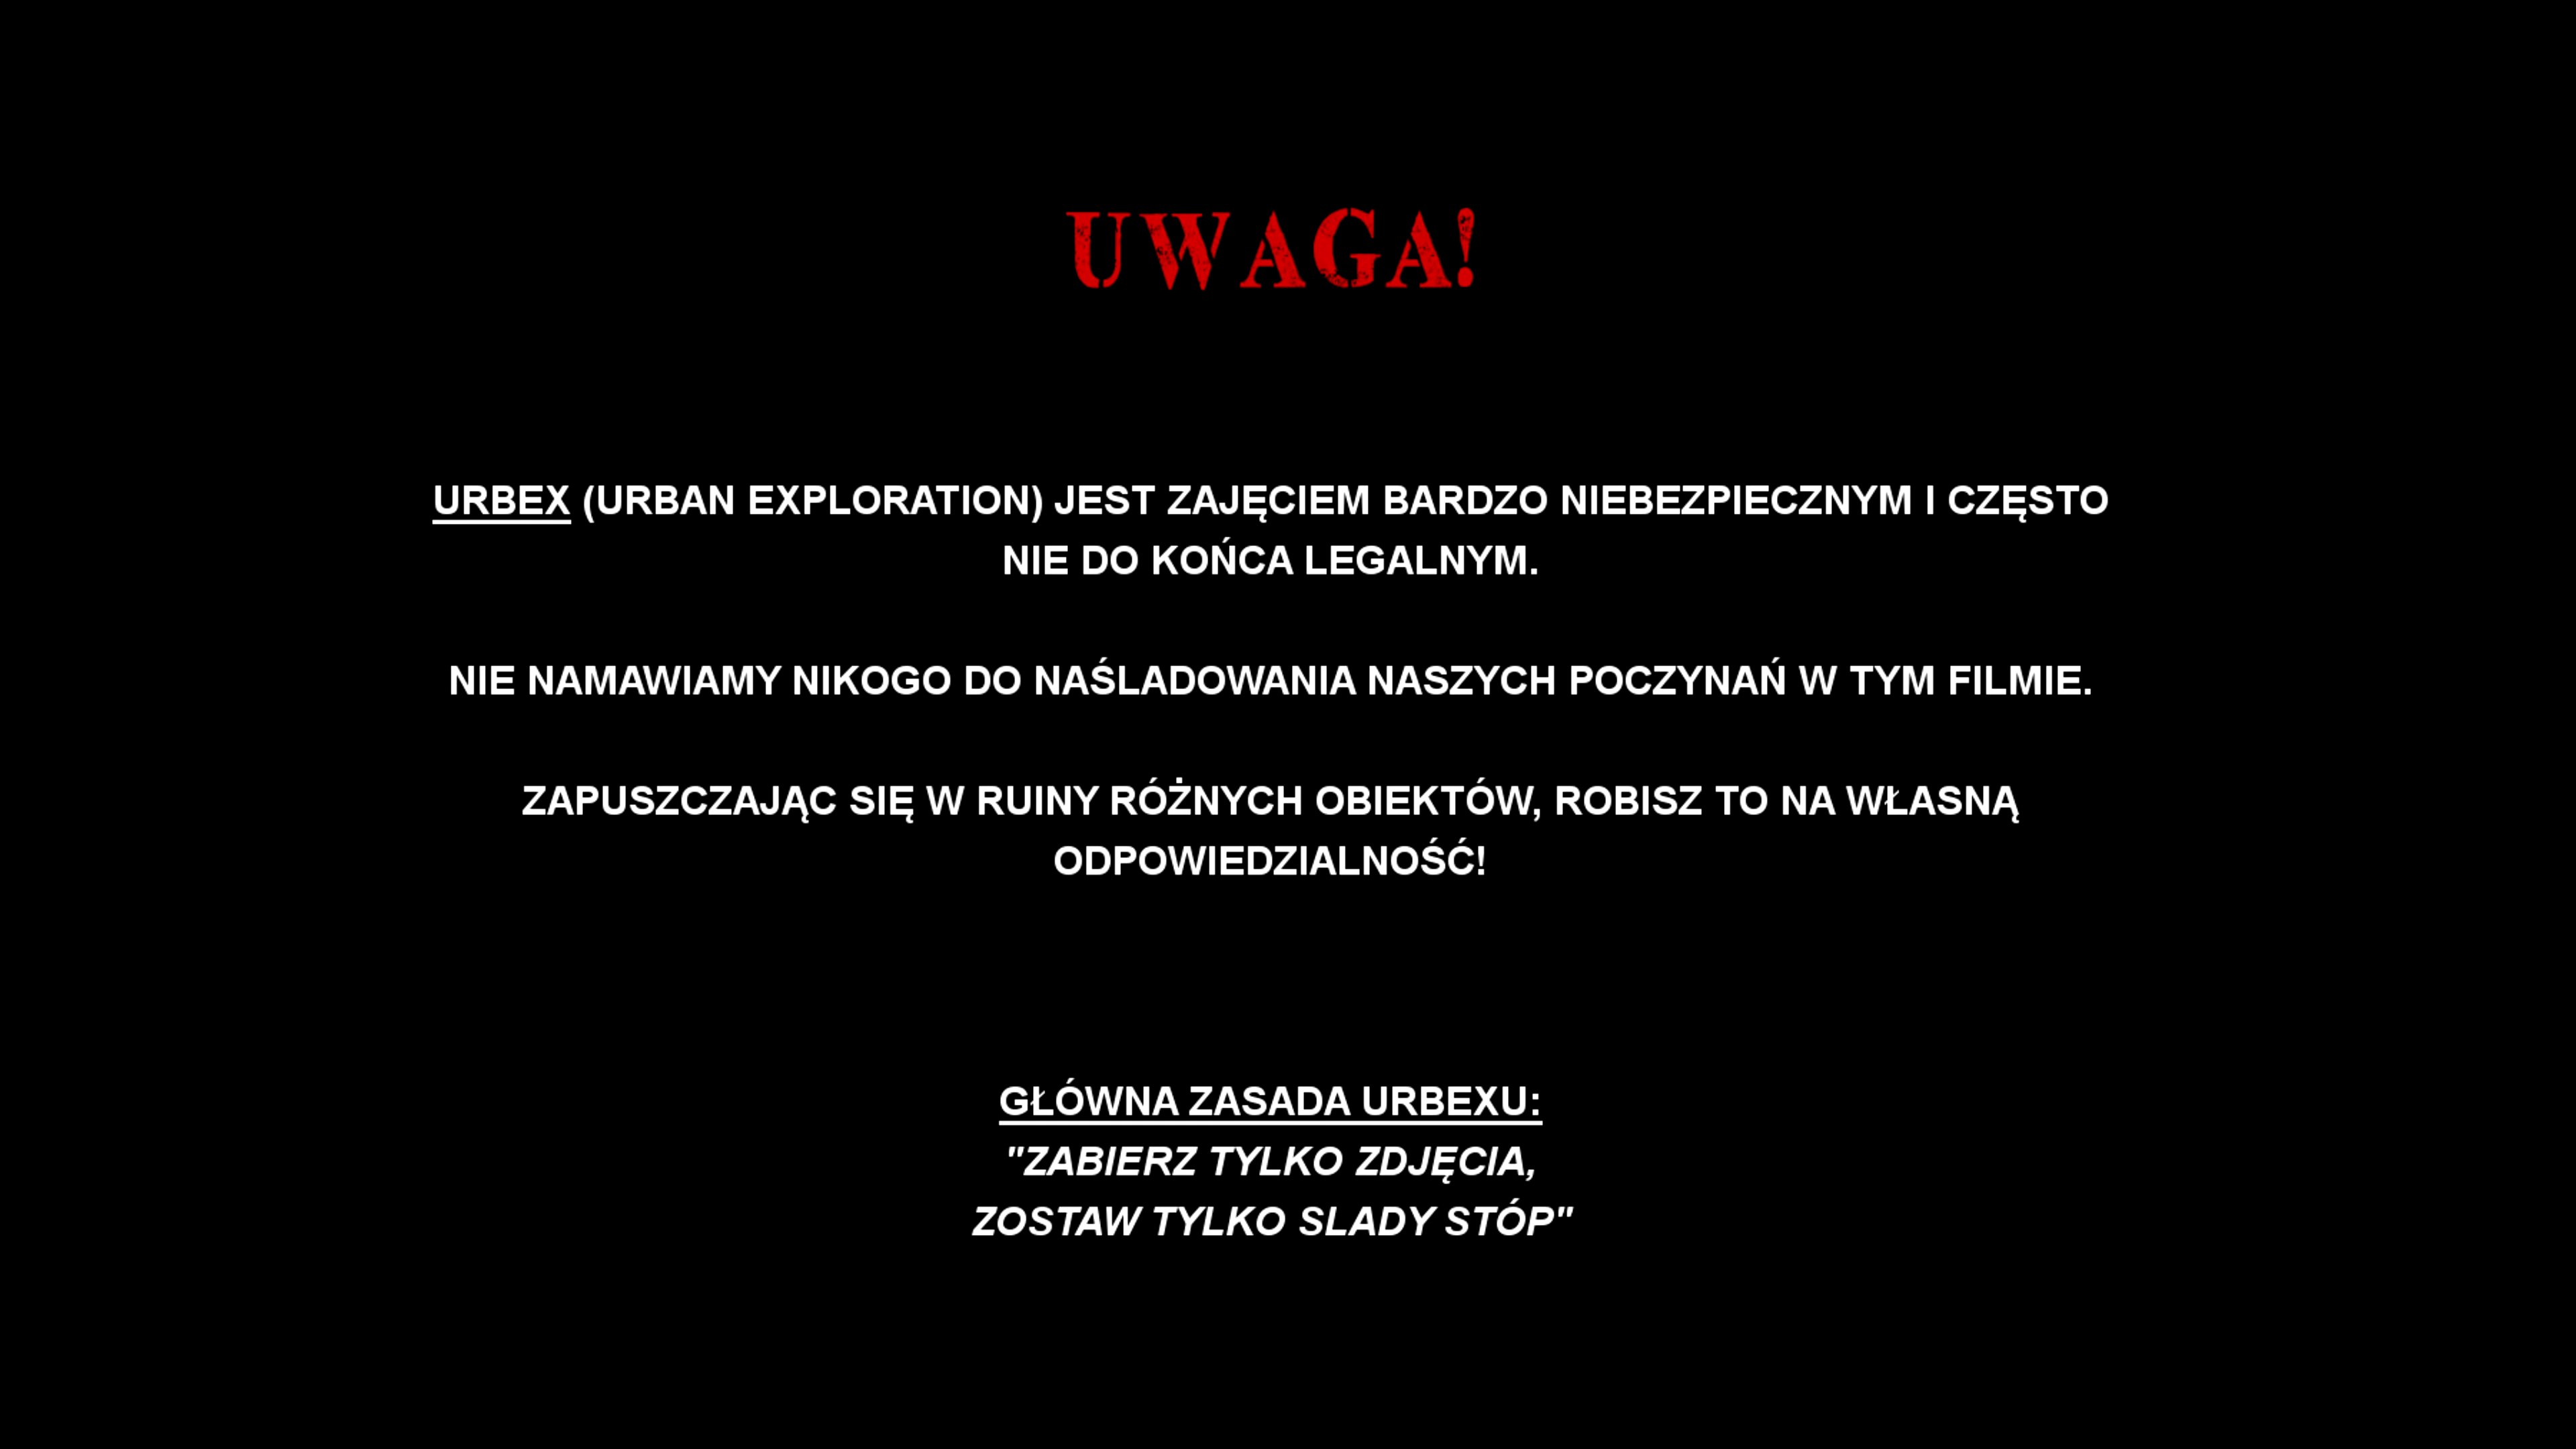 UWAGA!
URBEX (URBAN EXPLORATION) JEST ZAJĘCIEM BARDZO NIEBEZPIECZNYM I CZĘSTO
NIE DO KOŃCA LEGALNYM.
NIE NAMAWIAMY NIKOGO DO NAŚLADOWANIA NASZYCH POCZYNAŃ W TYM FILMIE.
ZAPUSZCZAJĄC SIĘ W RUINY RÓŻNYCH OBIEKTÓW, ROBISZ TO NA WŁASNĄ
ODPOWIEDZIALNOŚĆ!
GŁÓWNA ZASADA URBEXU:
"ZABIERZ TYLKO ZDJĘCIA,
ZOSTAW TYLKO SLADY STÓP"